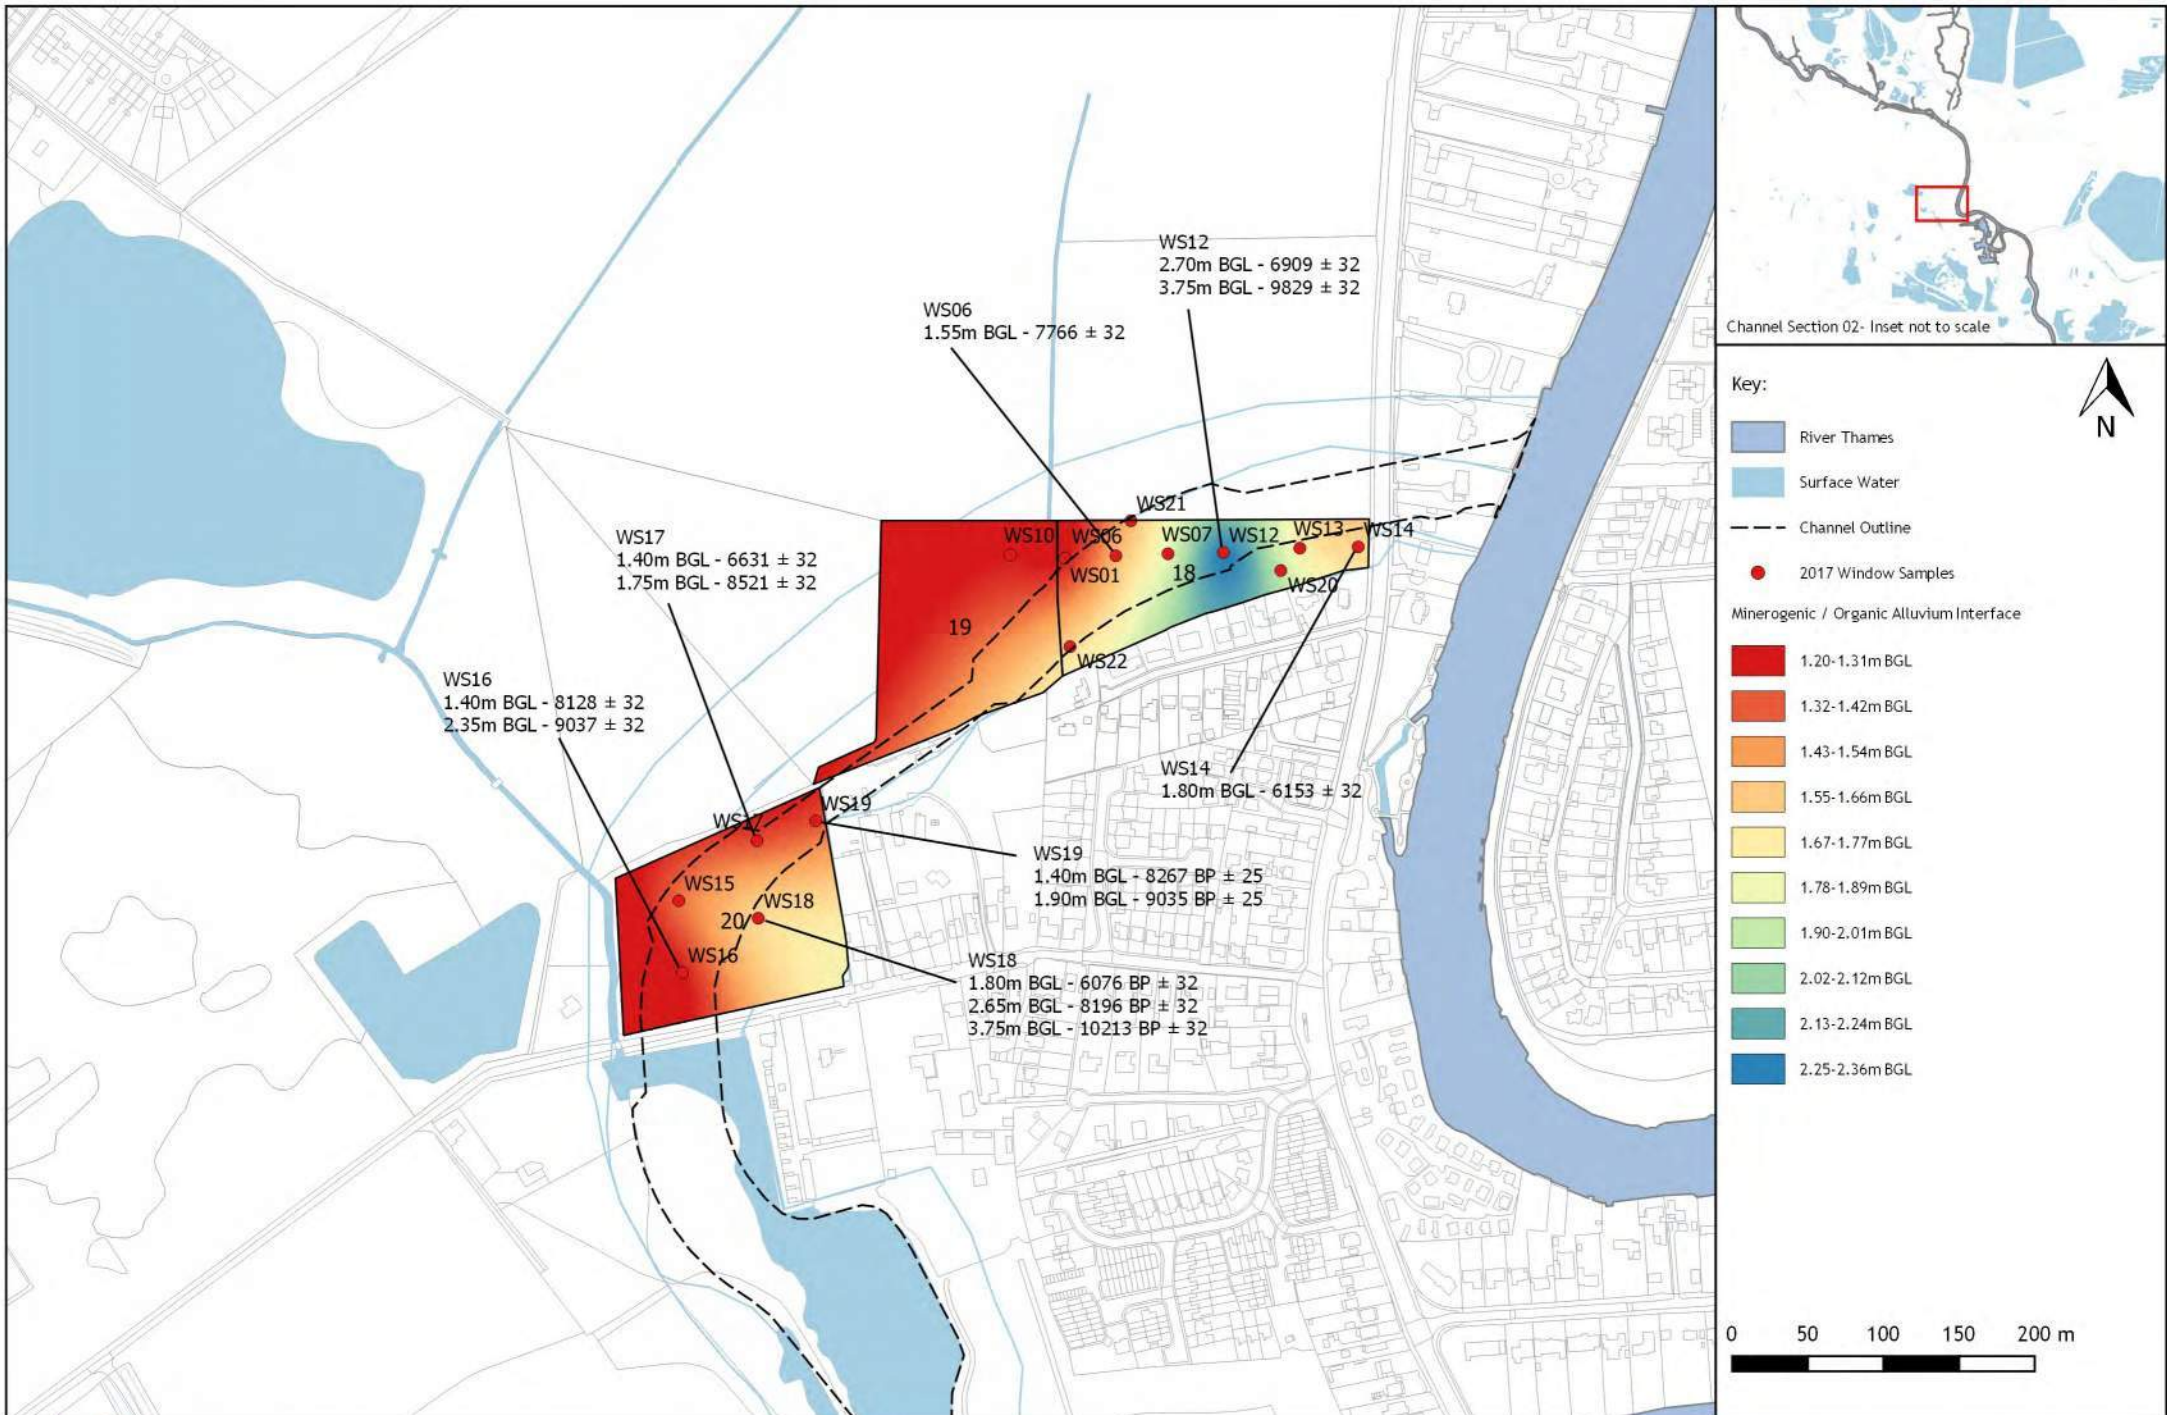 WS12
2.70m BGL - 6909 ± 32
3.75m BGL - 9829 ± 32
WS06
1.55m BGL - 7766 ± 32
WS17
1.40m BGL - 6631 ± 32
1.75m BGL - 8521 ± 32
WS16
1.40m BGL - 8128 ± 32
2.35m BGL - 9037 ± 32
WS21
WS10
WS06
WS07
WS12
WS13
WS14
WS01
18
WS20
19
WS22
WS14
1.80m BGL - 6153 ± 32
WS17
WS19
WS19
1.40m BGL - 8267 BP ± 25
1.90m BGL - 9035 BP ± 25
WS15
WS18
20
WS16
WS18
1.80m BGL - 6076 BP ± 32
2.65m BGL - 8196 BP ± 32
3.75m BGL - 10213 BP ± 32
Channel Section 02- Inset not to scale
Key:
N
River Thames
Surface Water
Channel Outline
2017 Window Samples
Minerogenic / Organic Alluvium Interface
1.20-1.31m BGL
1.32-1.42m BGL
1.43-1.54m BGL
1.55-1.66m BGL
1.67-1.77m BGL
1.78-1.89m BGL
1.90-2.01m BGL
2.02-2.12m BGL
2.13-2.24m BGL
2.25-2.36m BGL
0 50 100 150 200 m